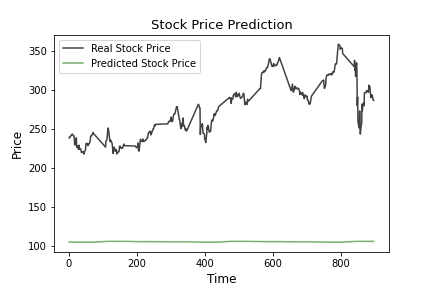 Stock Price Prediction
Real Stock Price
Predicted Stock Price
350
300
250
200
150
100
Price
0 200 400 600 800
Time